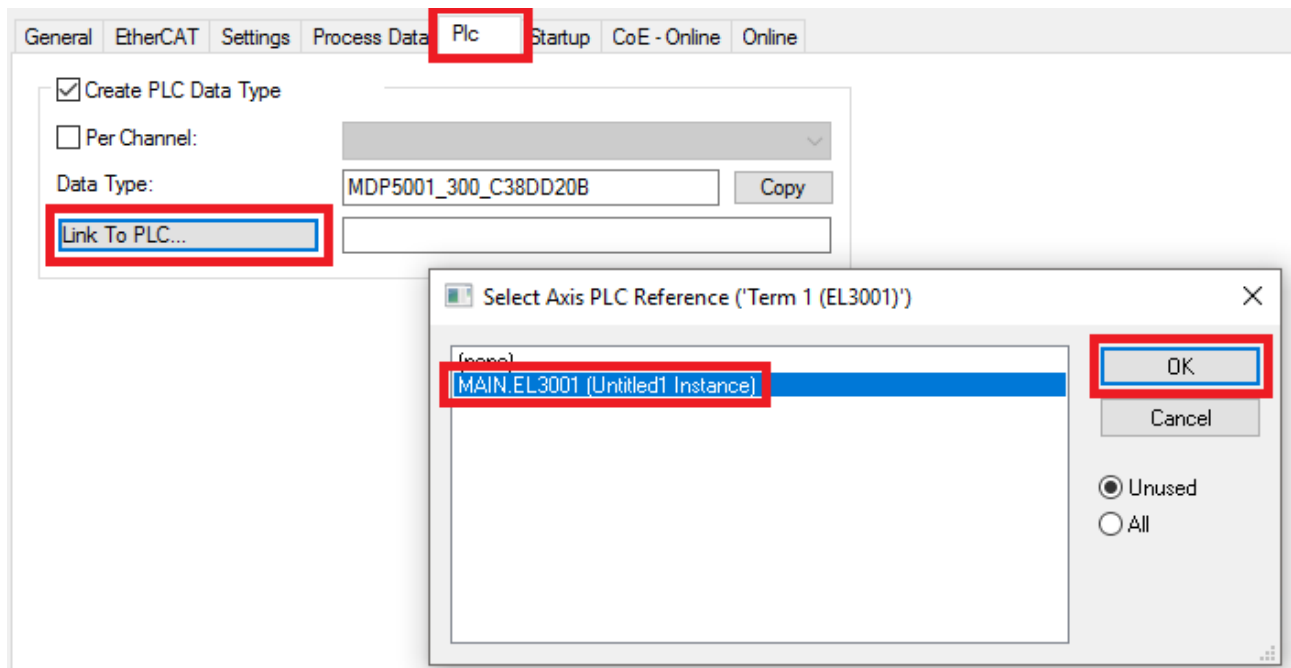 General EtherCAT Settings Process Data Plc Startup CoE - Online Online
Create PLC Data Type
Per Channel:
Data Type: MDP5001_300_C38DD20B Copy
Link To PLC...
Select Axis PLC Reference ('Term 1 (EL3001)')
(none)
MAIN.EL3001 (Untitled1 Instance)
OK
Cancel
Unused
All